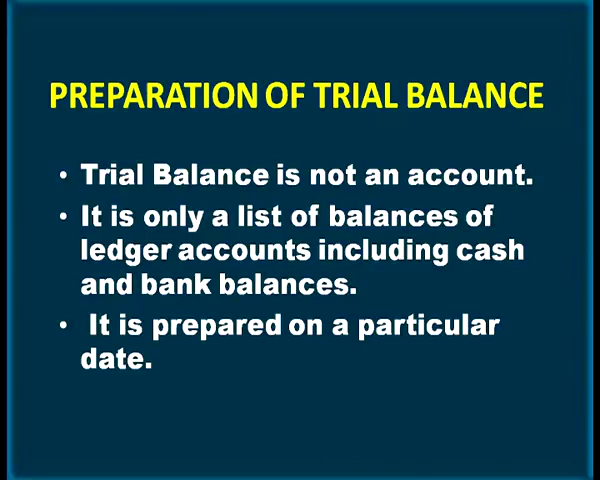 PREPARATION OF TRIAL BALANCE
• Trial Balance is not an account.
• It is only a list of balances of
ledger accounts including cash
and bank balances.
• It is prepared on a particular
date.